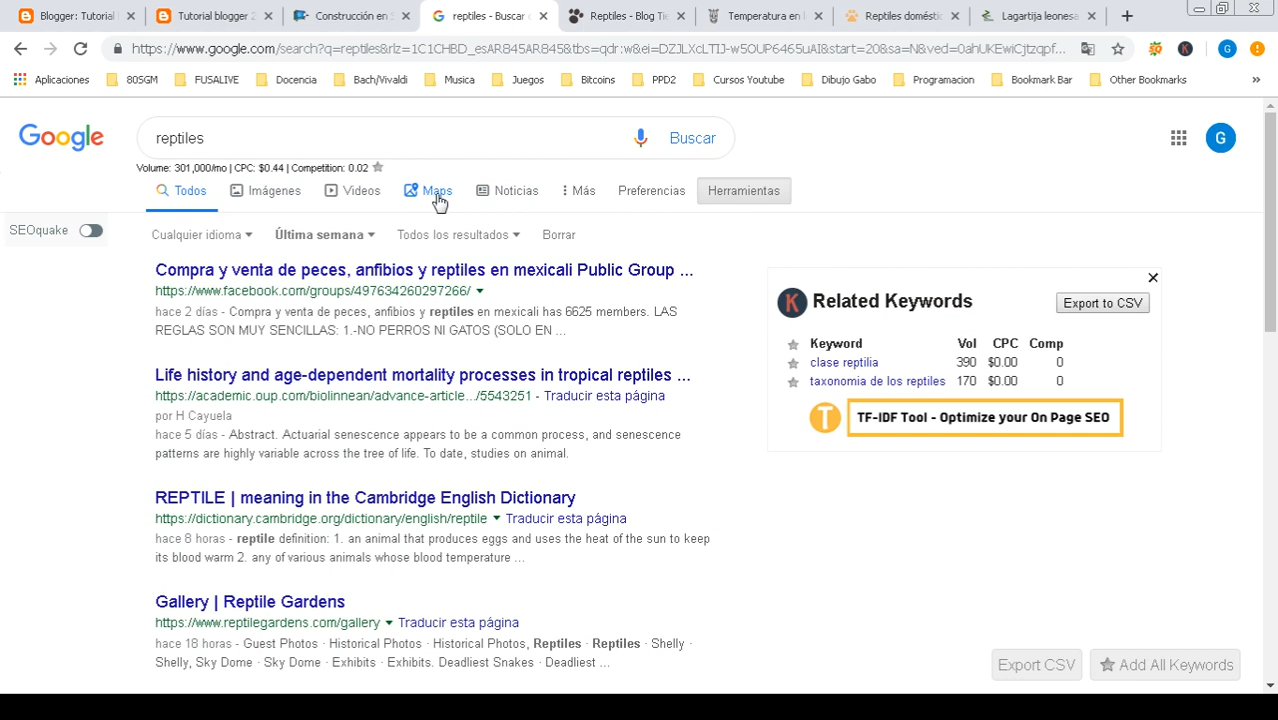 Blogger: Tutorial
Tutorial blogger 2
Construcción en S
reptiles - Buscar
Reptiles - Blog Tie
Temperatura en
Reptiles domést
Lagartija leonesa
https://www.google.com/search?q=reptiles&rlz=1C1CHBD_esAR845AR845&tbs=qdr:w&ei=DZJLXcLTIJ-w5OUP6465uAI&start=20&sa=N&ved=0ahUKEwiCjtzqpf...
G
Aplicaciones
80SGM
FUSALIVE
Docencia
Bach/Vivaldi
Musica
Juegos
Bitcoins
PPD2
Cursos Youtube
Dibujo Gabo
Programacion
Bookmark Bar
Other Bookmarks
Google
reptiles
Buscar
G
Volume: 301,000/mo | CPC: $0.44 | Competition: 0.02
Todos
Imágenes
Videos
Maps
Noticias
Más
Preferencias
Herramientas
SEOquake
Cualquier idioma
Última semana
Todos los resultados
Borrar
Compra y venta de peces, anfibios y reptiles en mexicali Public Group ...
https://www.facebook.com/groups/497634260297266/
hace 2 días - Compra y venta de peces, anfibios y reptiles en mexicali has 6625 members. LAS
REGLAS SON MUY SENCILLAS: 1.-NO PERROS NI GATOS (SOLO EN ...
Life history and age-dependent mortality processes in tropical reptiles ...
https://academic.oup.com/biolinnean/advance-article.../5543251 - Traducir esta página
por H Cayuela
hace 5 días - Abstract. Actuarial senescence appears to be a common process, and senescence
patterns are highly variable across the tree of life. To date, studies on animal.
REPTILE | meaning in the Cambridge English Dictionary
https://dictionary.cambridge.org/dictionary/english/reptile Traducir esta página
hace 8 horas - reptile definition: 1. an animal that produces eggs and uses the heat of the sun to keep
its blood warm 2. any of various animals whose blood temperature ...
Gallery | Reptile Gardens
https://www.reptilegardens.com/gallery Traducir esta página
hace 18 horas - Guest Photos · Historical Photos · Historical Photos, Reptiles · Reptiles · Shelly ·
Shelly, Sky Dome · Sky Dome · Exhibits · Exhibits. Deadliest Snakes · Deadliest ...
K Related Keywords
Export to CSV
Keyword Vol CPC Comp
clase reptilia 390 $0.00 0
taxonomia de los reptiles 170 $0.00 0
T TF-IDF Tool - Optimize your On Page SEO
Export CSV
Add All Keywords